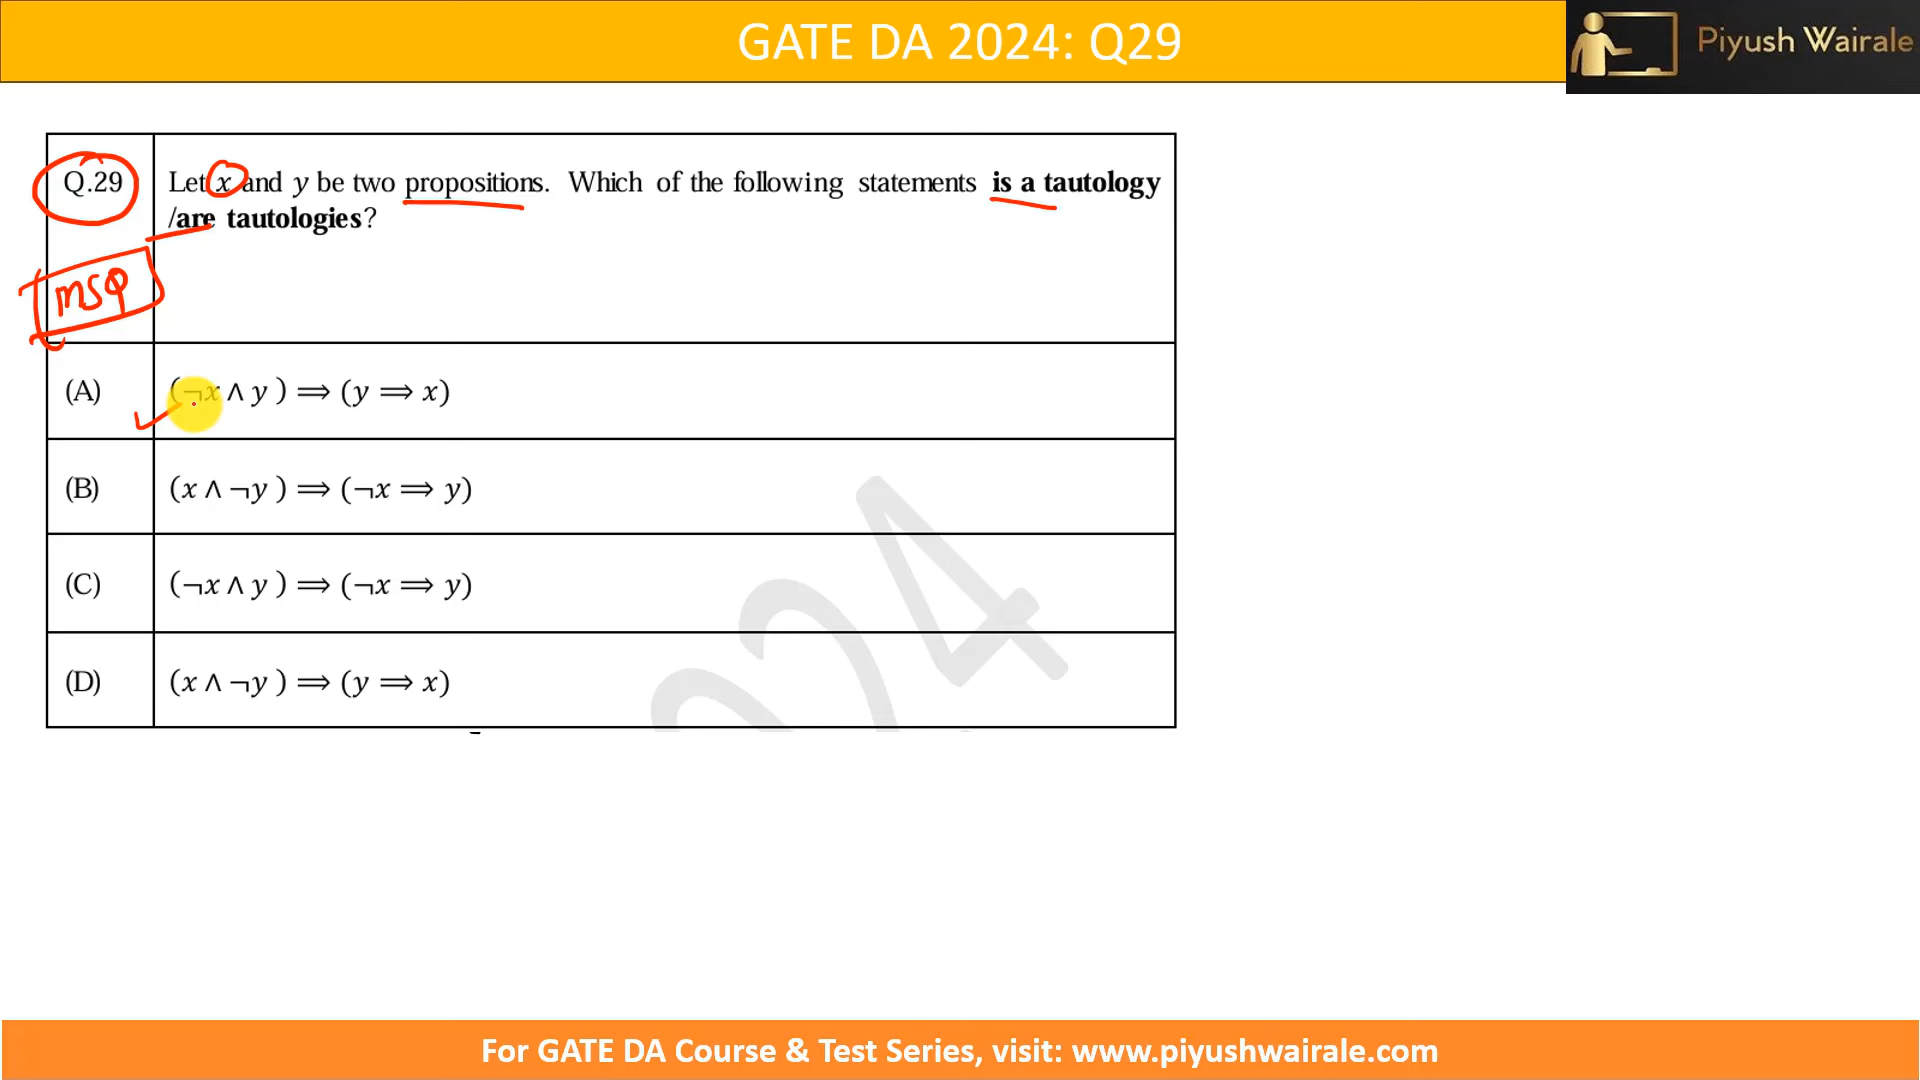 GATE DA 2024: Q29
Piyush Wairale
Q.29
Let x and y be two propositions. Which of the following statements is a tautology
/are tautologies?
MSQ
(A) (¬x ∧ y ) ⟹ (y ⟹ x)
(B) (x ∧ ¬y ) ⟹ (¬x ⟹ y)
(C) (¬x ∧ y ) ⟹ (¬x ⟹ y)
(D) (x ∧ ¬y ) ⟹ (y ⟹ x)
24
For GATE DA Course & Test Series, visit: www.piyushwairale.com